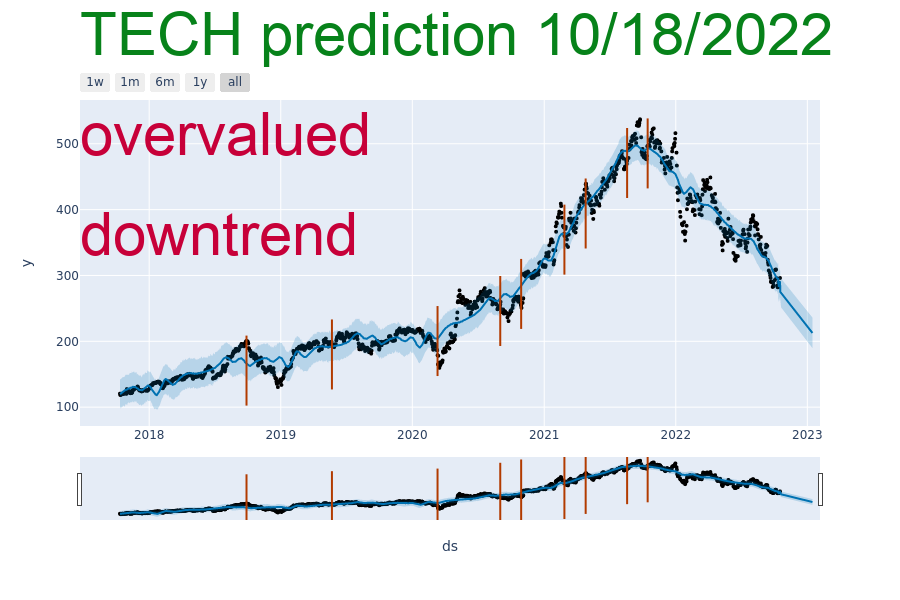 TECH prediction 10/18/2022
1w 1m 6m 1y all
overvalued
downtrend
500
400
300
200
100
y
2018 2019 2020 2021 2022 2023
ds